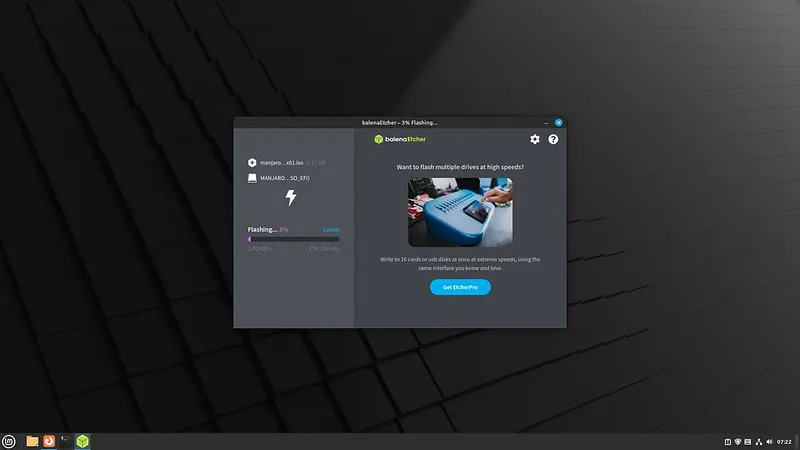 balenaEtcher – 3% Flashing...
balenaEtcher
manjaro...x61.iso
MANJARO...SO_EFI)
Flashing... 3% Cancel
Want to flash multiple drives at high speeds?
Write to 16 cards or usb disks at once at extreme speeds, using the
same interface you know and love.
Get EtcherPro
07:22